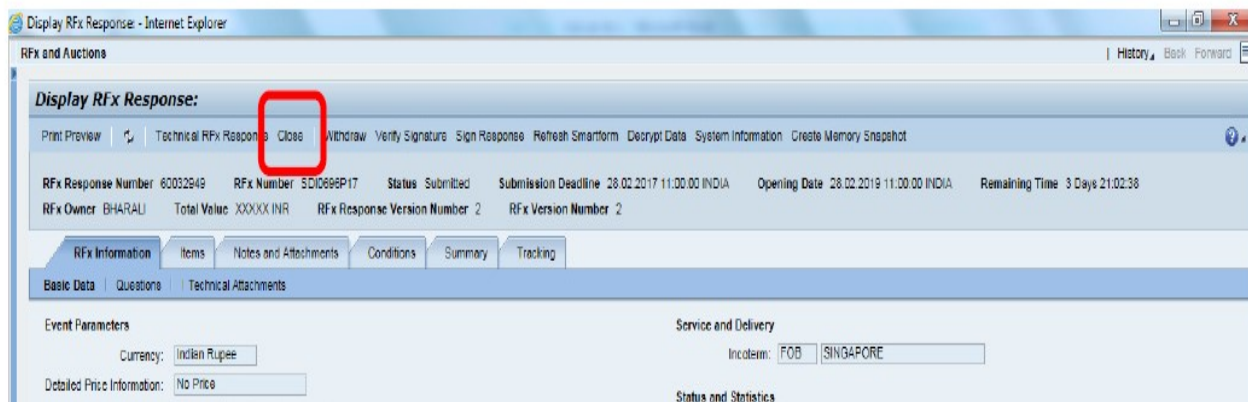 Display RFx Response: - Internet Explorer
RFx and Auctions | History Back Forward
Display RFx Response:
Print Preview | Technical RFx Response Close | Withdraw Verify Signature Sign Response Refresh Smartform Decrypt Data System Information Create Memory Snapshot
RFx Response Number 60032949 RFx Number SDI0696P17 Status Submitted Submission Deadline 28.02.2017 11:00:00 INDIA Opening Date 28.02.2019 11:00:00 INDIA Remaining Time 3 Days 21:02:38
RFx Owner BHARALI Total Value XXXXX INR RFx Response Version Number 2 RFx Version Number 2
RFx Information Items Notes and Attachments Conditions Summary Tracking
Basic Data | Questions | Technical Attachments
Event Parameters Service and Delivery
Currency: Indian Rupee Incoterm: FOB SINGAPORE
Detailed Price Information: No Price
Status and Statistics